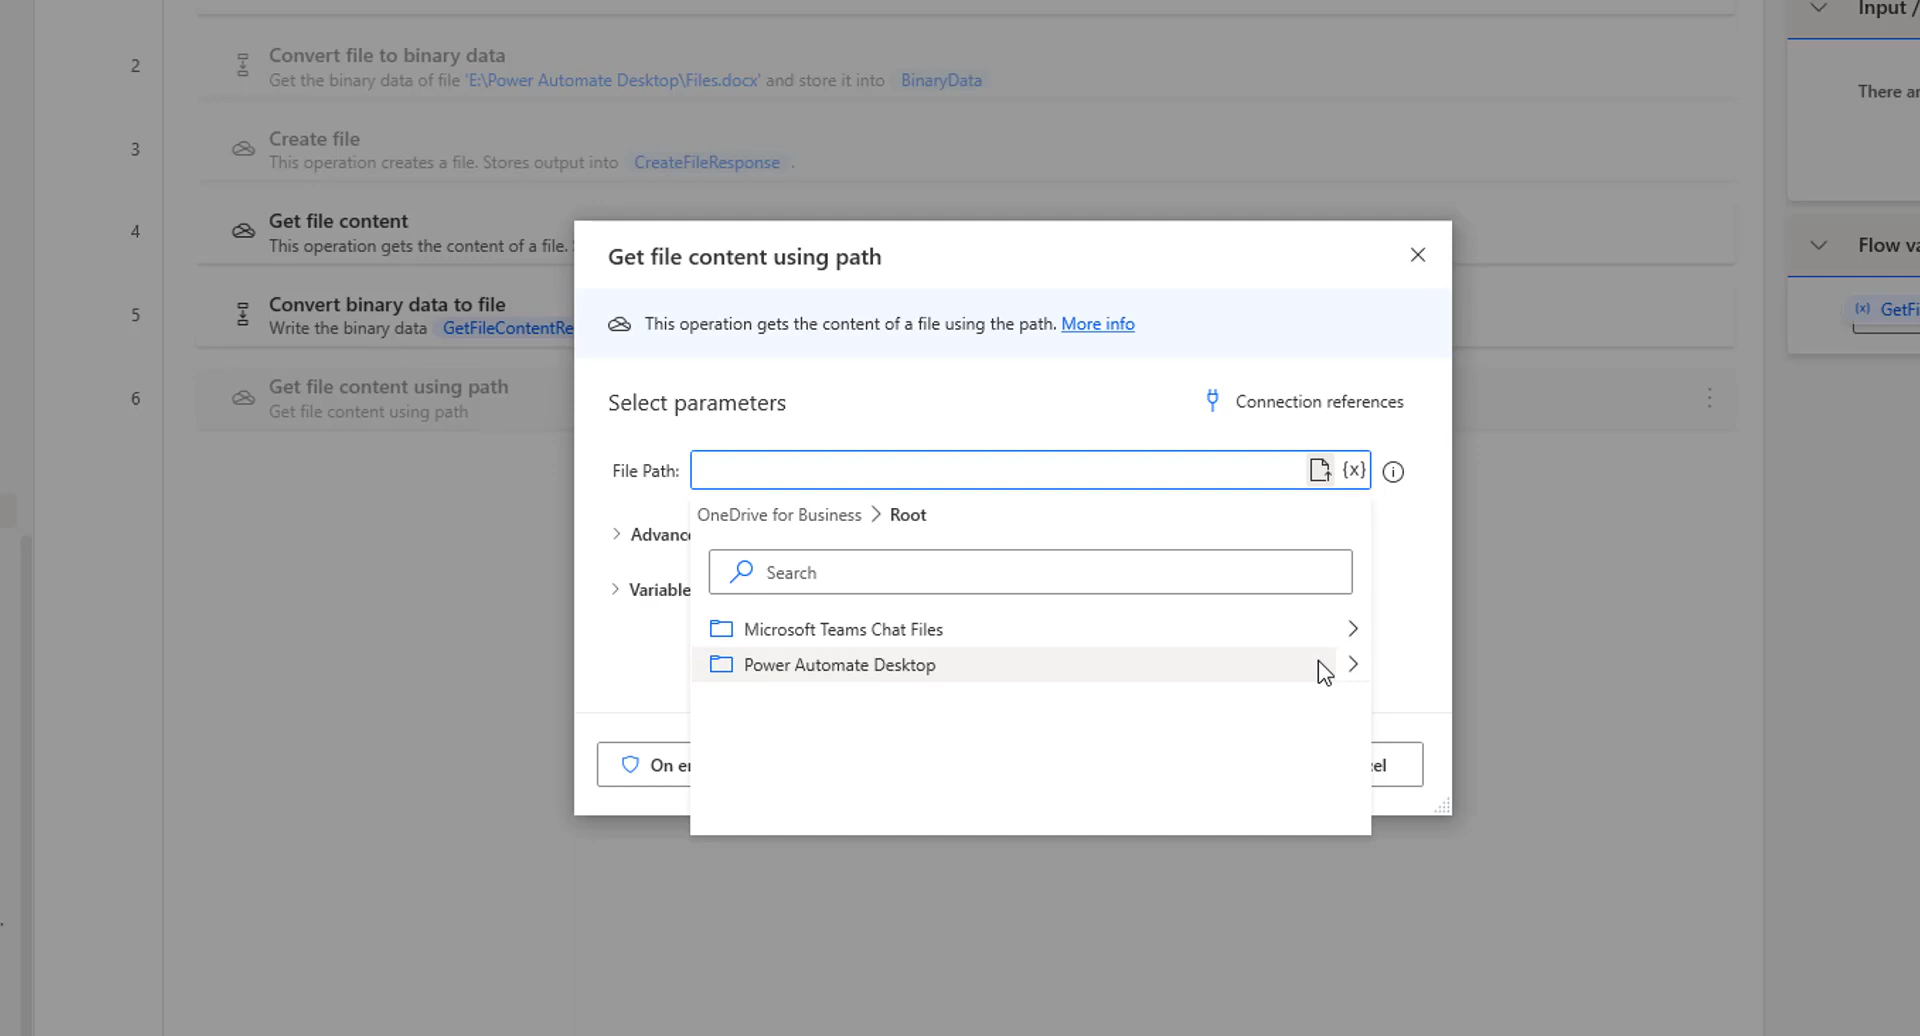 Input /
2
Convert file to binary data
Get the binary data of file 'E:\Power Automate Desktop\Files.docx' and store it into BinaryData
There ar
3
Create file
This operation creates a file. Stores output into CreateFileResponse .
4
Get file content
This operation gets the content of a file.
Flow va
5
Convert binary data to file
Write the binary data GetFileContentRe
{x} GetFi
6
Get file content using path
Get file content using path
Get file content using path
This operation gets the content of a file using the path. More info
Select parameters
Connection references
File Path:
{x}
OneDrive for Business > Root
Advanc
Search
Variable
Microsoft Teams Chat Files
Power Automate Desktop
On er
cel